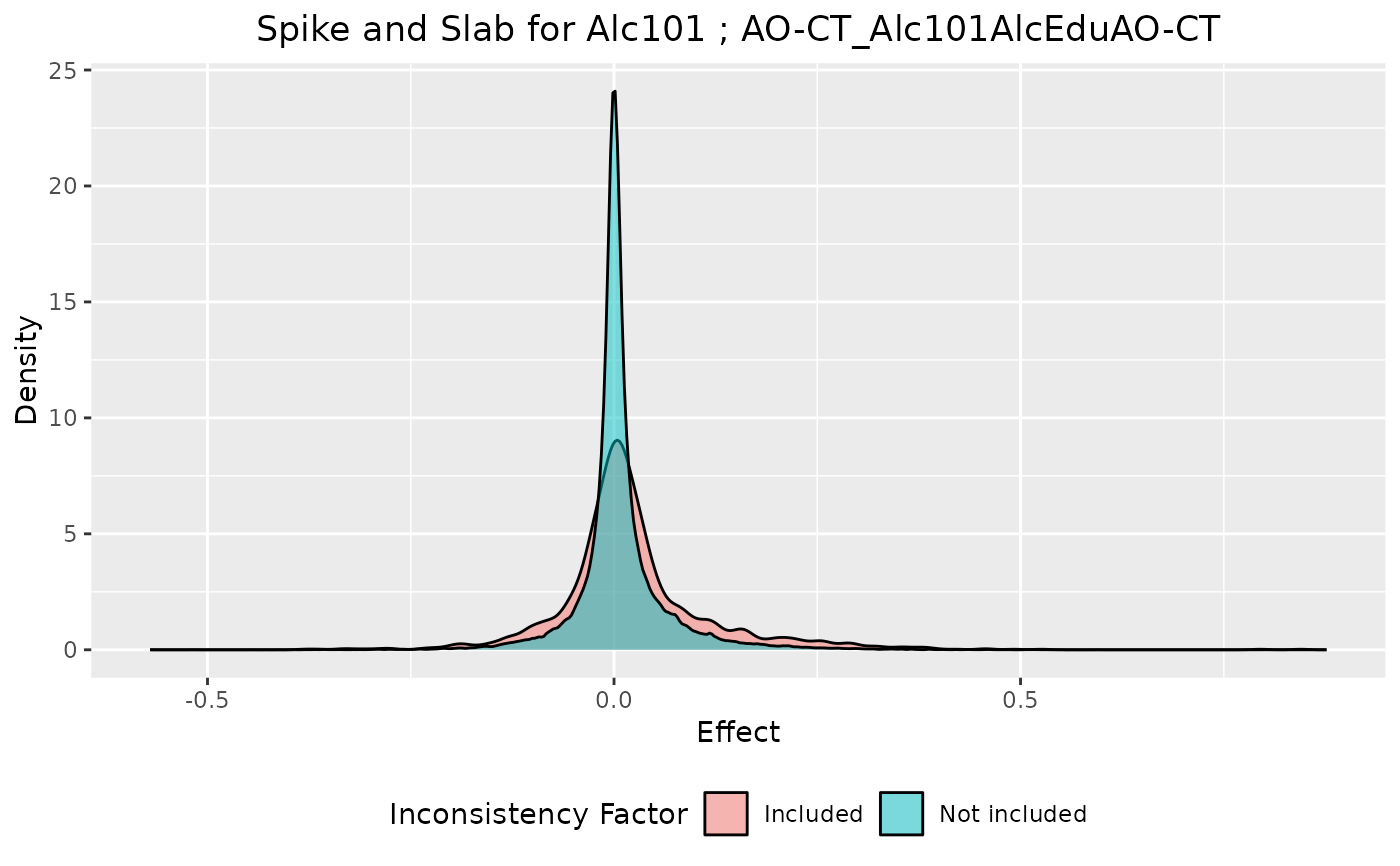 Spike and Slab for Alc101 ; AO-CT_Alc101AlcEduAO-CT
25
20
15
10
5
0
Density
-0.5 0.0 0.5
Effect
Inconsistency Factor Included Not included